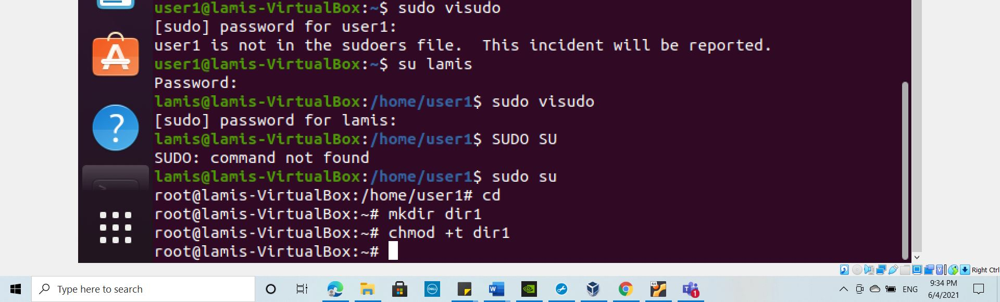 user1@lamis-VirtualBox:~$ sudo visudo
[sudo] password for user1:
user1 is not in the sudoers file.  This incident will be reported.
user1@lamis-VirtualBox:~$ su lamis
Password:
lamis@lamis-VirtualBox:/home/user1$ sudo visudo
[sudo] password for lamis:
lamis@lamis-VirtualBox:/home/user1$ SUDO SU
SUDO: command not found
lamis@lamis-VirtualBox:/home/user1$ sudo su
root@lamis-VirtualBox:/home/user1# cd
root@lamis-VirtualBox:~# mkdir dir1
root@lamis-VirtualBox:~# chmod +t dir1
root@lamis-VirtualBox:~#
Right Ctrl
Type here to search
DELL
64
1
ENG
9:34 PM
6/4/2021